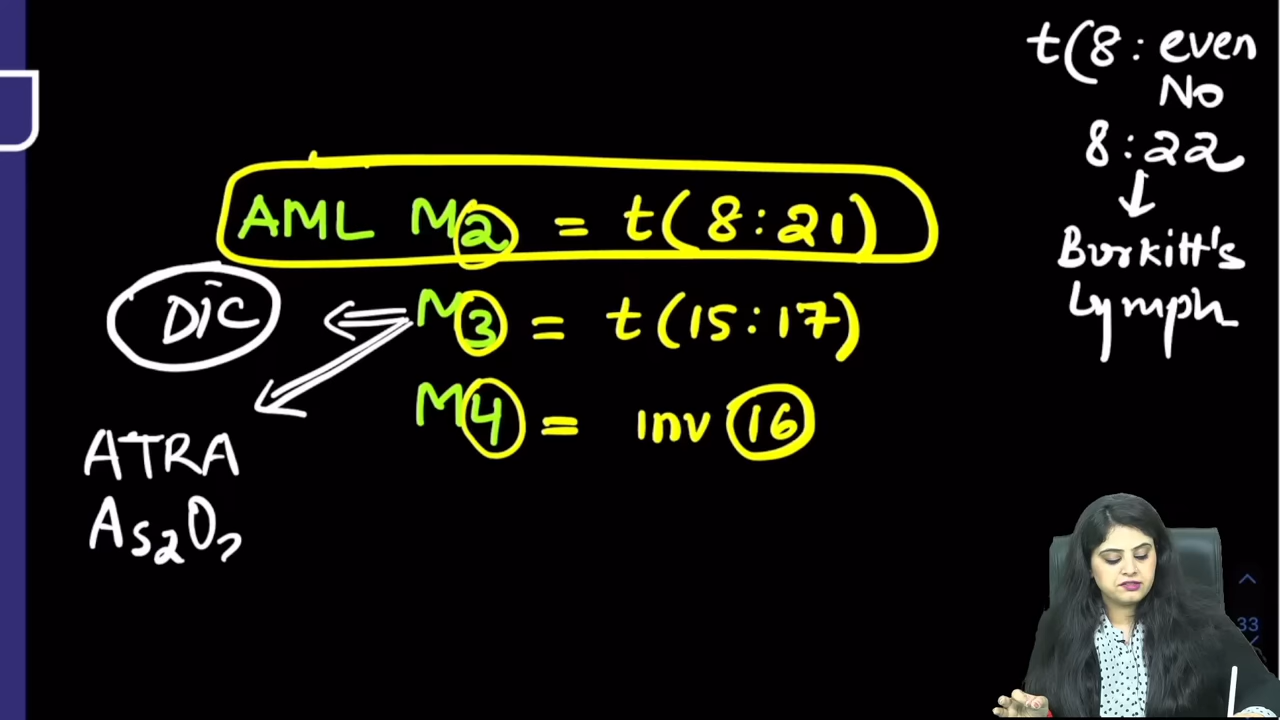 t(8 : even
No
8 : 22
↓
Burkitt's
Lymph
AML M2 = t(8:21)
DIC ⇐ M3 = t(15:17)
M4 = inv 16
ATRA
As2O3
33